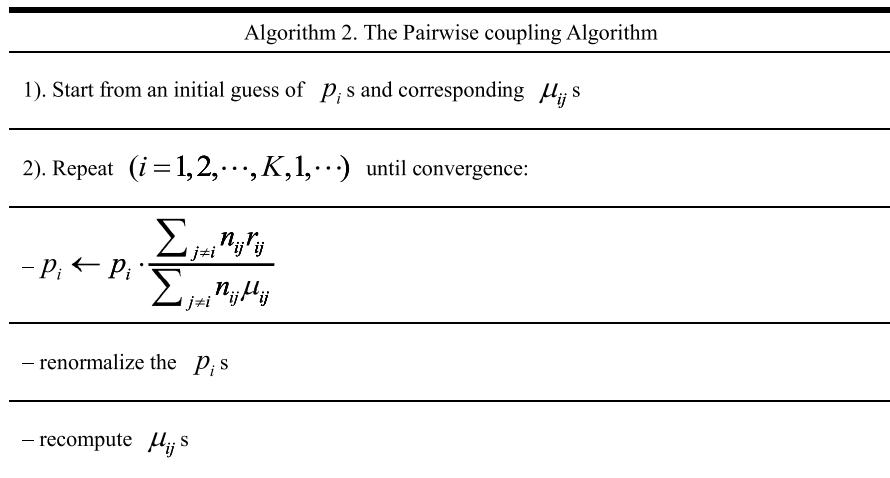 Algorithm 2. The Pairwise coupling Algorithm
1). Start from an initial guess of p_i s and corresponding μ_ij s
2). Repeat (i = 1, 2, ⋯, K, 1, ⋯) until convergence:
– p_i ← p_i · ∑_{j≠i} n_ij r_ij / ∑_{j≠i} n_ij μ_ij
– renormalize the p_i s
– recompute μ_ij s